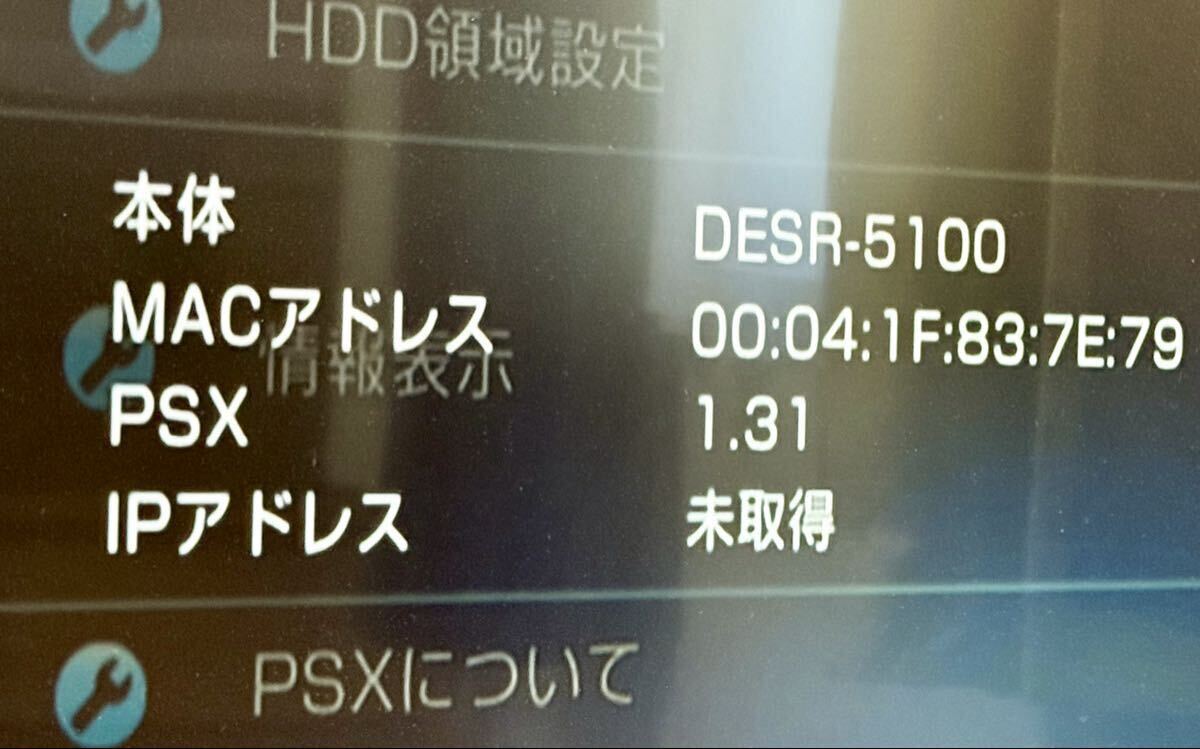 HDD領域設定
本体 DESR-5100
MACアドレス 00:04:1F:83:7E:79
情報表示
PSX 1.31
IPアドレス 未取得
PSXについて